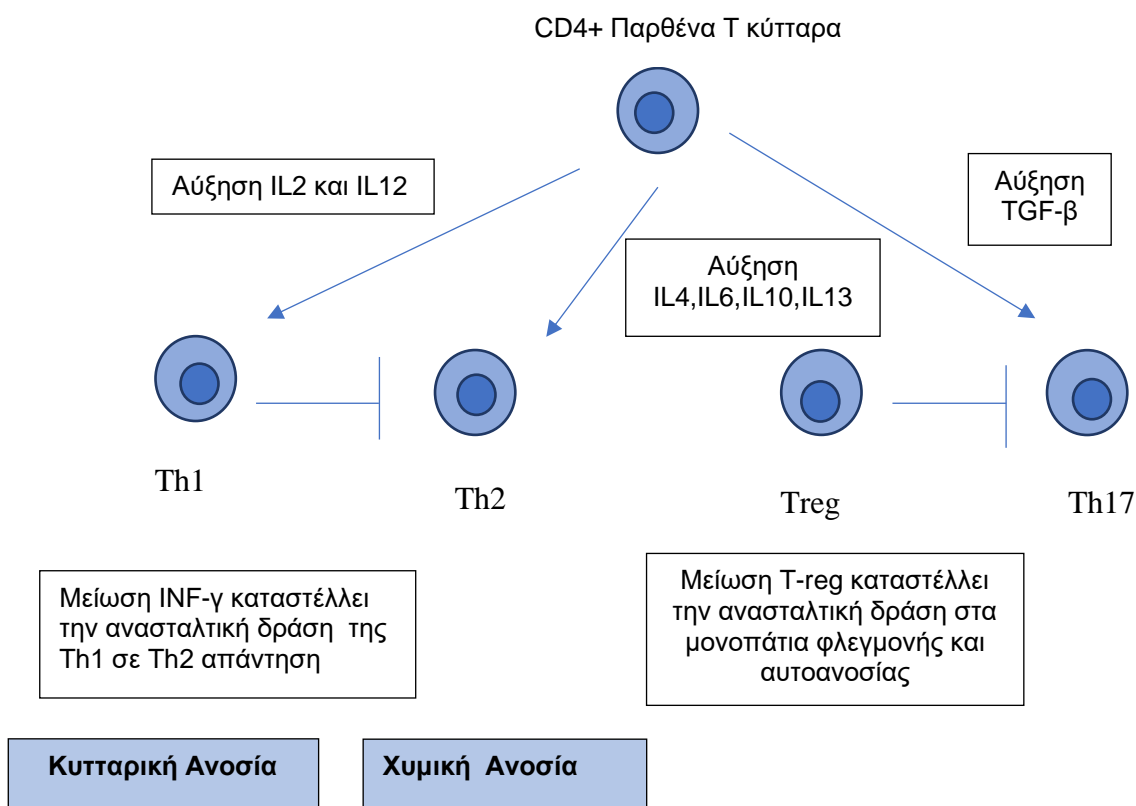 CD4+ Παρθένα Τ κύτταρα
Αύξηση IL2 και IL12
Αύξηση
TGF-β
Αύξηση
IL4,IL6,IL10,IL13
Th1
Th2
Treg
Th17
Μείωση INF-γ καταστέλλει
την ανασταλτική δράση της
Th1 σε Th2 απάντηση
Μείωση T-reg καταστέλλει
την ανασταλτική δράση στα
μονοπάτια φλεγμονής και
αυτοανοσίας
Κυτταρική Ανοσία
Χυμική Ανοσία